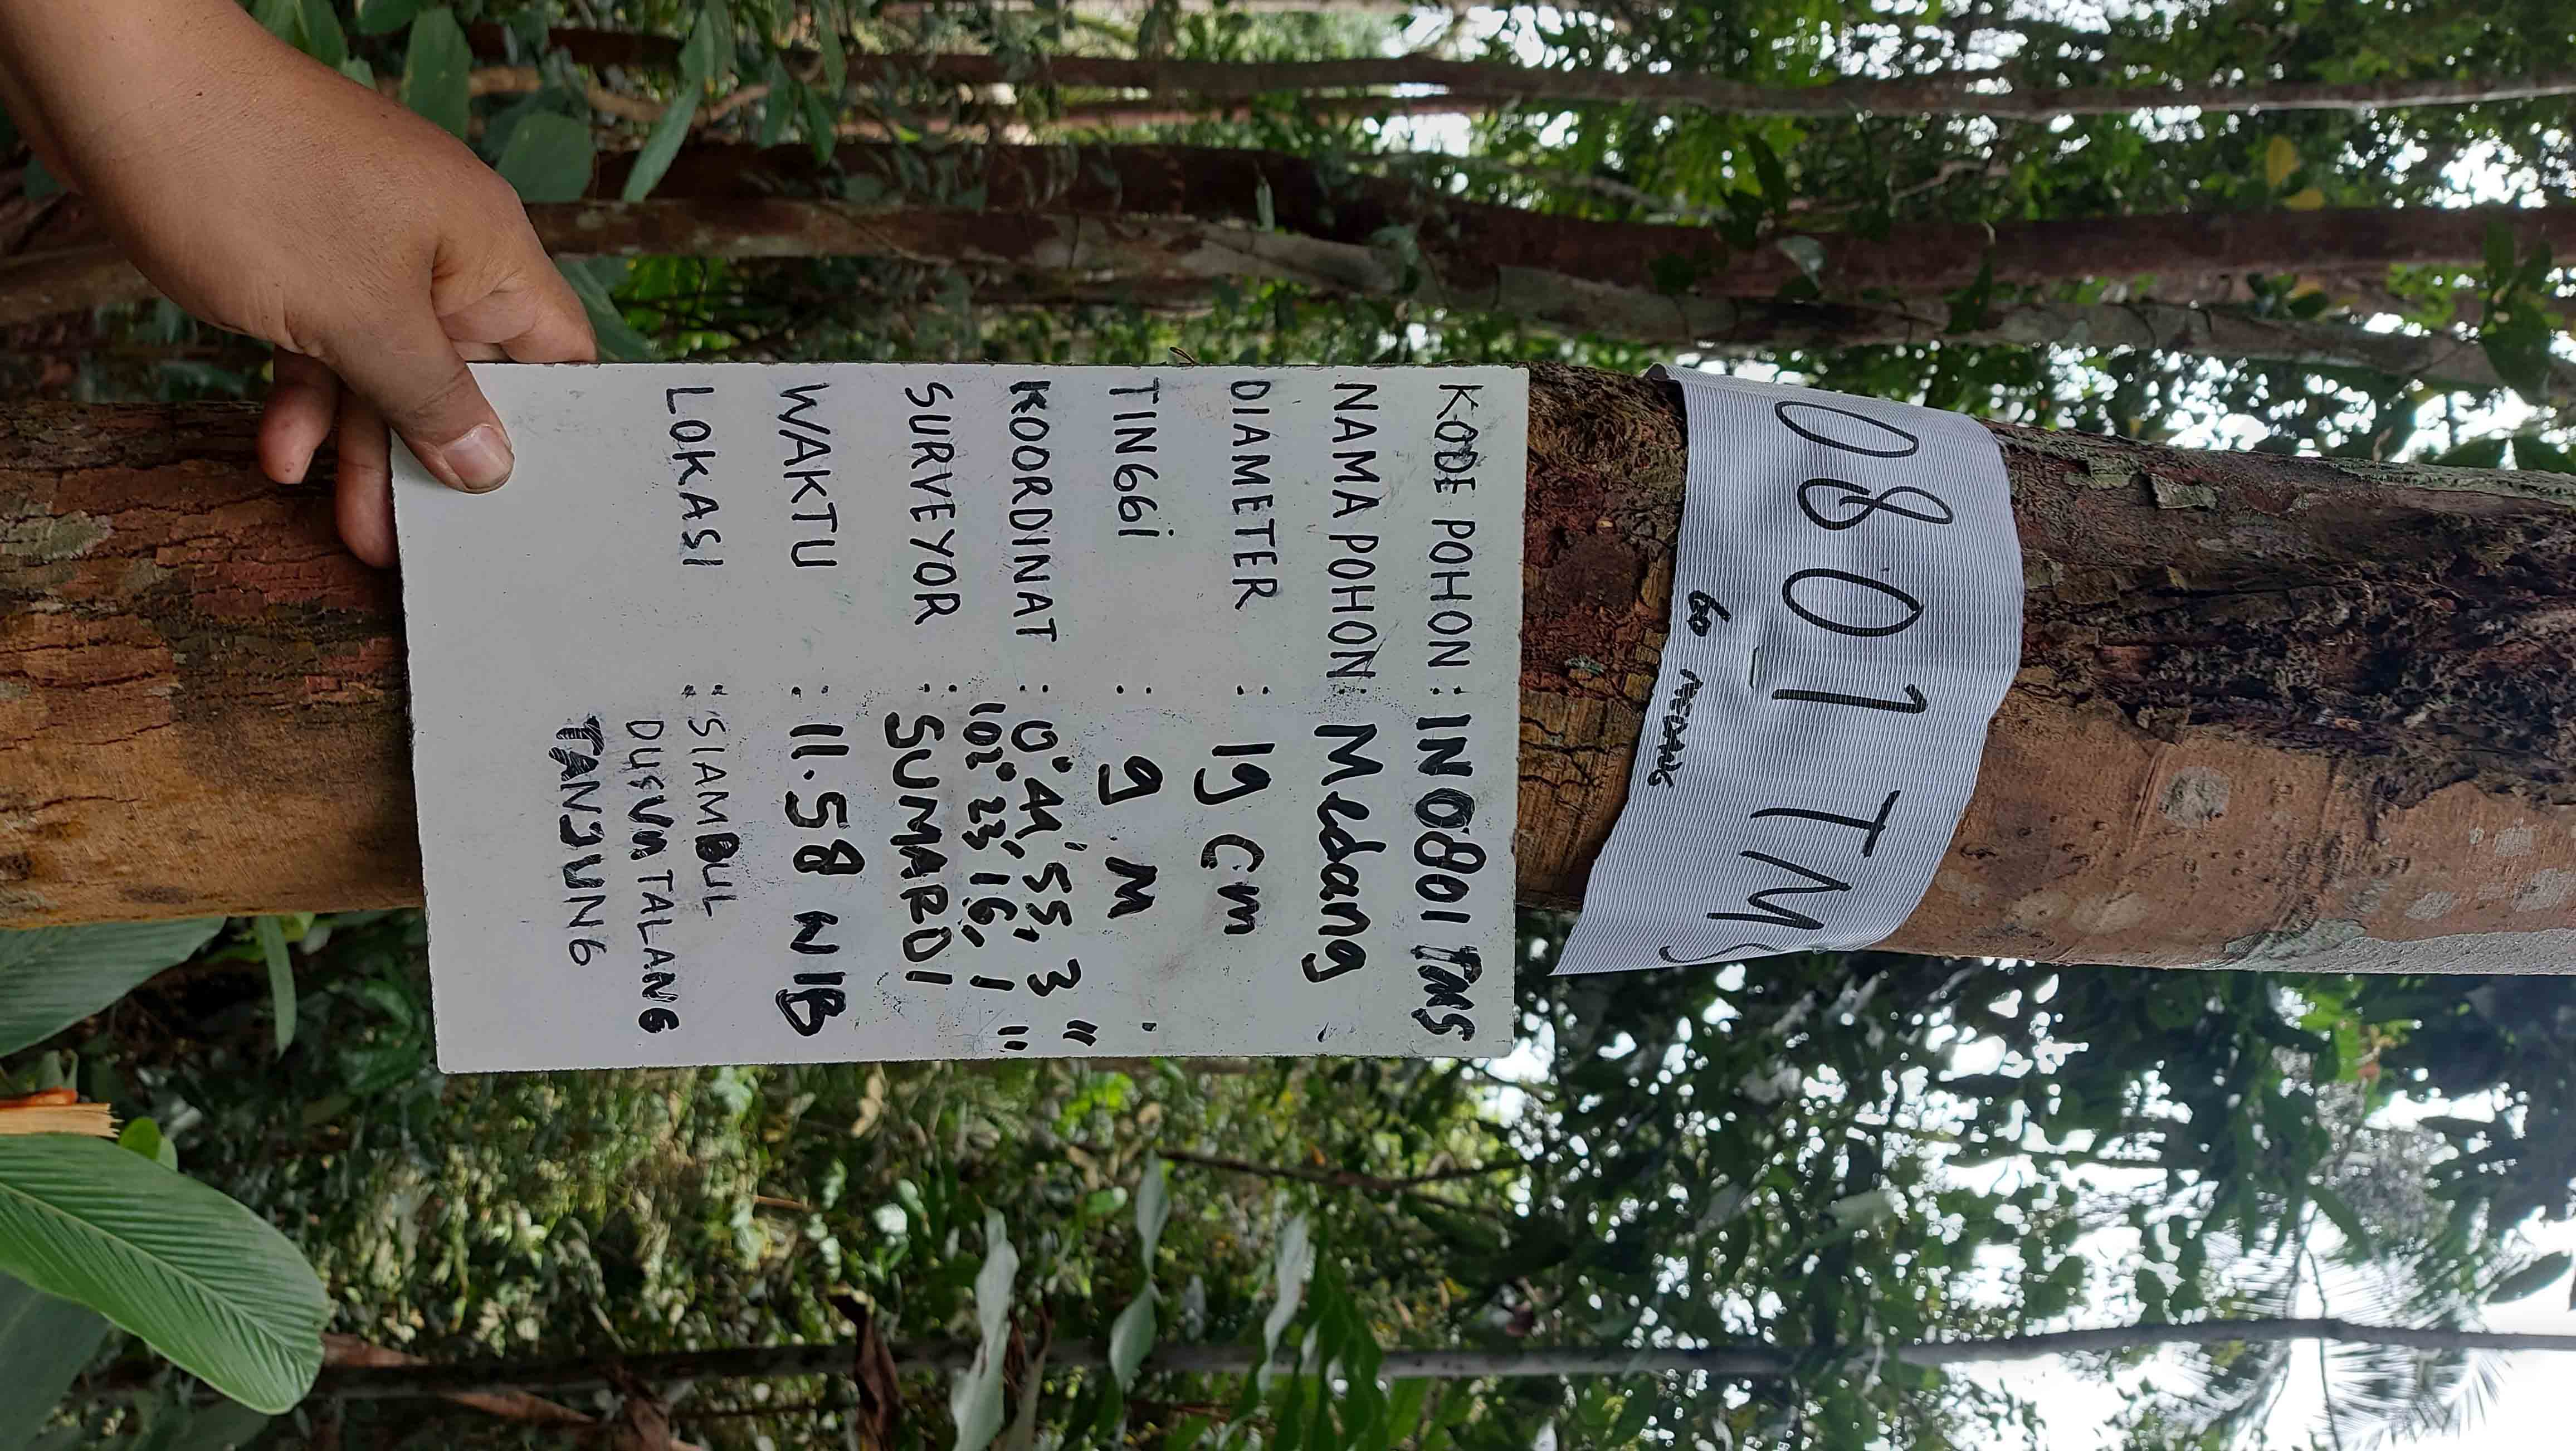 0801 TMS
60 MEDANG
KODE POHON : IN0801 TMS
NAMA POHON : Medang
DIAMETER : 19 cm
TINGGI : 9 M
KOORDINAT : 0° 44' 55, 3 "
102° 23' 16, 1 "
SURVEYOR : SUMARDI
WAKTU : 11.58 WIB
LOKASI : SIAMBUL
DUSUN TALANG
TANJUNG